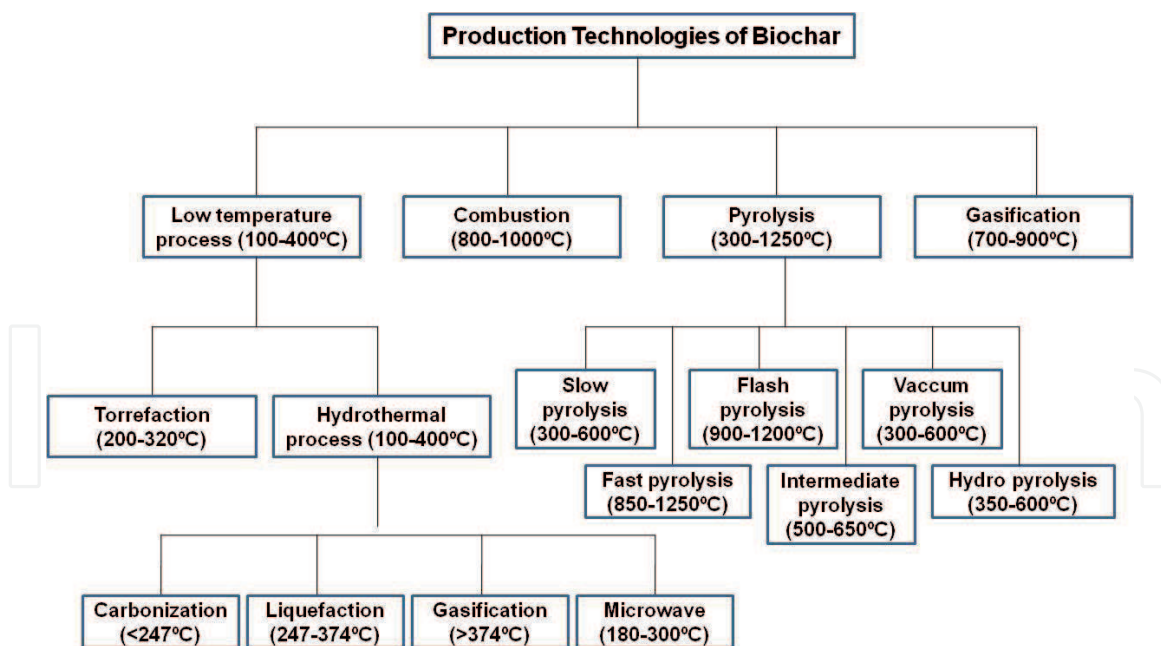 Production Technologies of Biochar
Low temperature
process (100-400ºC)
Combustion
(800-1000ºC)
Pyrolysis
(300-1250ºC)
Gasification
(700-900ºC)
Torrefaction
(200-320ºC)
Hydrothermal
process (100-400ºC)
Slow
pyrolysis
(300-600ºC)
Flash
pyrolysis
(900-1200ºC)
Vaccum
pyrolysis
(300-600ºC)
Fast pyrolysis
(850-1250ºC)
Intermediate
pyrolysis
(500-650ºC)
Hydro pyrolysis
(350-600ºC)
Carbonization
(<247ºC)
Liquefaction
(247-374ºC)
Gasification
(>374ºC)
Microwave
(180-300ºC)